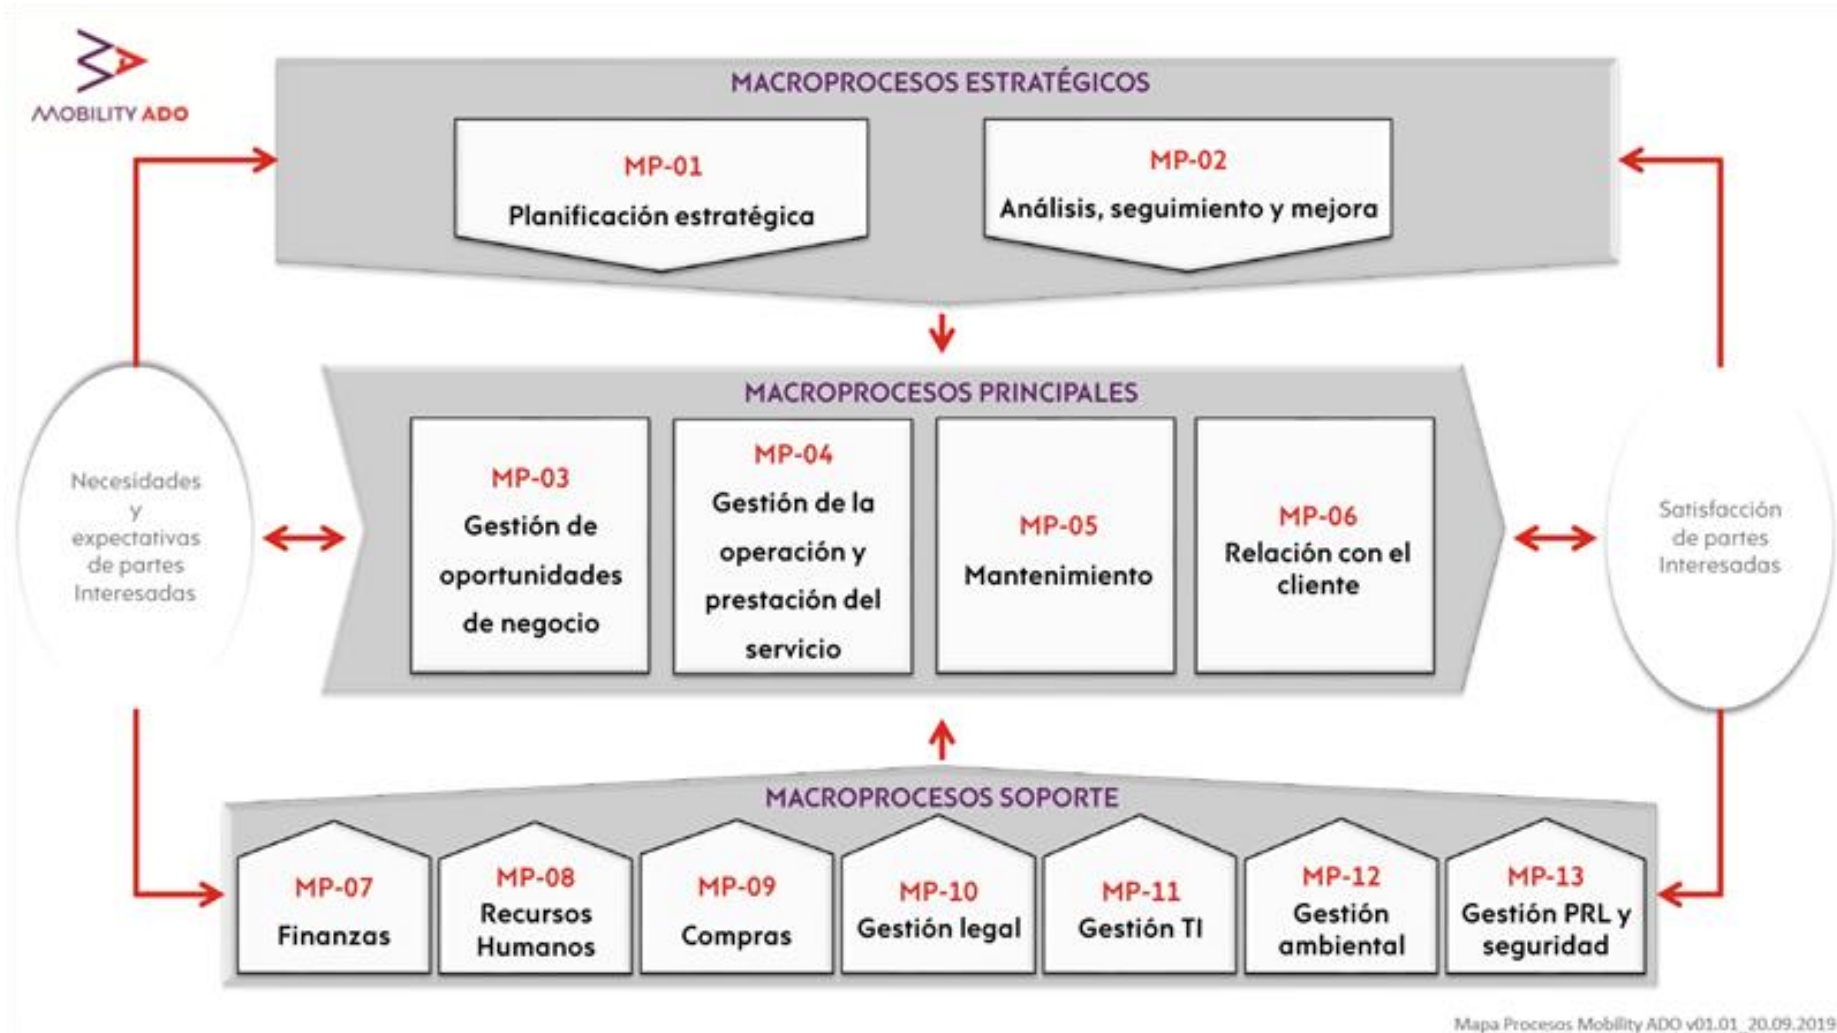 MOBILITY ADO
MACROPROCESOS ESTRATÉGICOS
MP-01
Planificación estratégica
MP-02
Análisis, seguimiento y mejora
Necesidades
y
expectativas
de partes
Interesadas
MACROPROCESOS PRINCIPALES
MP-03
Gestión de
oportunidades
de negocio
MP-04
Gestión de la
operación y
prestación del
servicio
MP-05
Mantenimiento
MP-06
Relación con el
cliente
Satisfacción
de partes
Interesadas
MACROPROCESOS SOPORTE
MP-07
Finanzas
MP-08
Recursos
Humanos
MP-09
Compras
MP-10
Gestión legal
MP-11
Gestión TI
MP-12
Gestión
ambiental
MP-13
Gestión PRL y
seguridad
Mapa Procesos Mobility ADO v01.01_20.09.2019